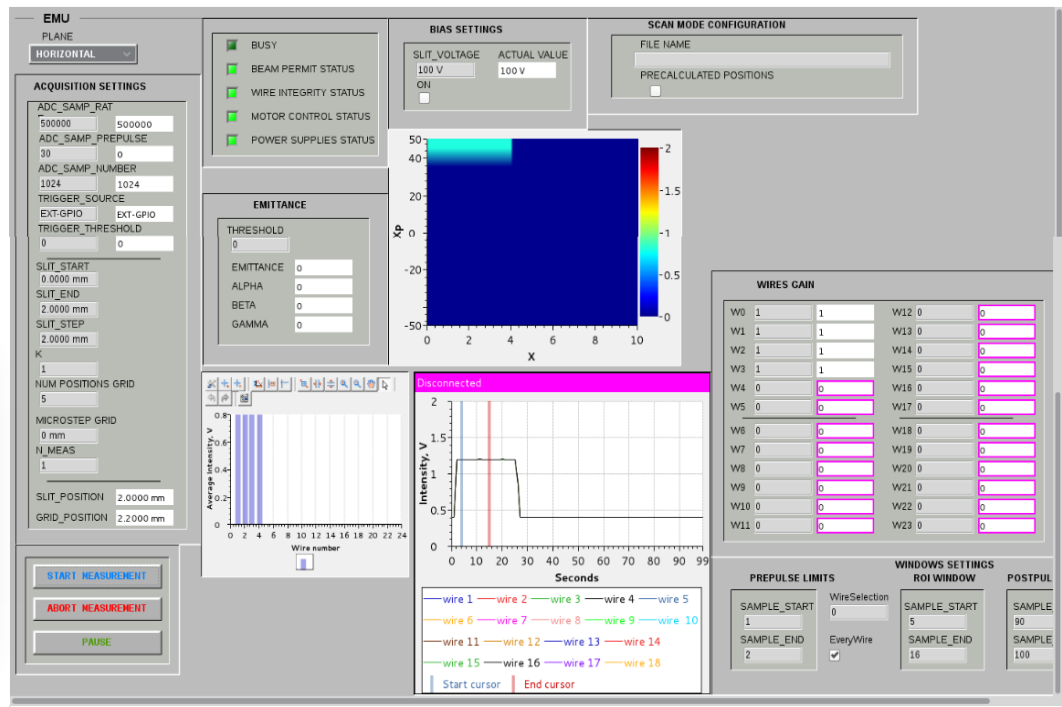 EMU
PLANE
HORIZONTAL
ACQUISITION SETTINGS
ADC_SAMP_RAT
500000 500000
ADC_SAMP_PREPULSE
30 0
ADC_SAMP_NUMBER
1024 1024
TRIGGER_SOURCE
EXT-GPIO EXT-GPIO
TRIGGER_THRESHOLD
0 0
SLIT_START
0.0000 mm
SLIT_END
2.0000 mm
SLIT_STEP
2.0000 mm
K
1
NUM POSITIONS GRID
5
MICROSTEP GRID
0 mm
N_MEAS
1
SLIT_POSITION 2.0000 mm
GRID_POSITION 2.2000 mm
START MEASUREMENT
ABORT MEASUREMENT
PAUSE
BUSY
BEAM PERMIT STATUS
WIRE INTEGRITY STATUS
MOTOR CONTROL STATUS
POWER SUPPLIES STATUS
EMITTANCE
THRESHOLD
0
EMITTANCE 0
ALPHA 0
BETA 0
GAMMA 0
BIAS SETTINGS
SLIT_VOLTAGE ACTUAL VALUE
100 V 100 V
ON
SCAN MODE CONFIGURATION
FILE NAME
PRECALCULATED POSITIONS
50
40
20
0
-20
-50
Xp
0 2 4 6 8 10
X
2
1.5
1
0.5
0
0.8
0.6
0.4
0.2
0
Average Intensity, V
0 2 4 6 8 10 12 14 16 18 20 22 24
Wire number
Disconnected
2
1.5
1
0.5
0
Intensity, V
0 10 20 30 40 50 60 70 80 90 99
Seconds
wire 1 wire 2 wire 3 wire 4 wire 5
wire 6 wire 7 wire 8 wire 9 wire 10
wire 11 wire 12 wire 13 wire 14
wire 15 wire 16 wire 17 wire 18
Start cursor End cursor
WIRES GAIN
W0 1 1 W12 0 0
W1 1 1 W13 0 0
W2 1 1 W14 0 0
W3 1 1 W15 0 0
W4 0 0 W16 0 0
W5 0 0 W17 0 0
W6 0 0 W18 0 0
W7 0 0 W19 0 0
W8 0 0 W20 0 0
W9 0 0 W21 0 0
W10 0 0 W22 0 0
W11 0 0 W23 0 0
WINDOWS SETTINGS
PREPULSE LIMITS ROI WINDOW POSTPUL
SAMPLE_START WireSelection SAMPLE_START SAMPLE
1 0 5 90
SAMPLE_END EveryWire SAMPLE_END SAMPLE
2 16 100